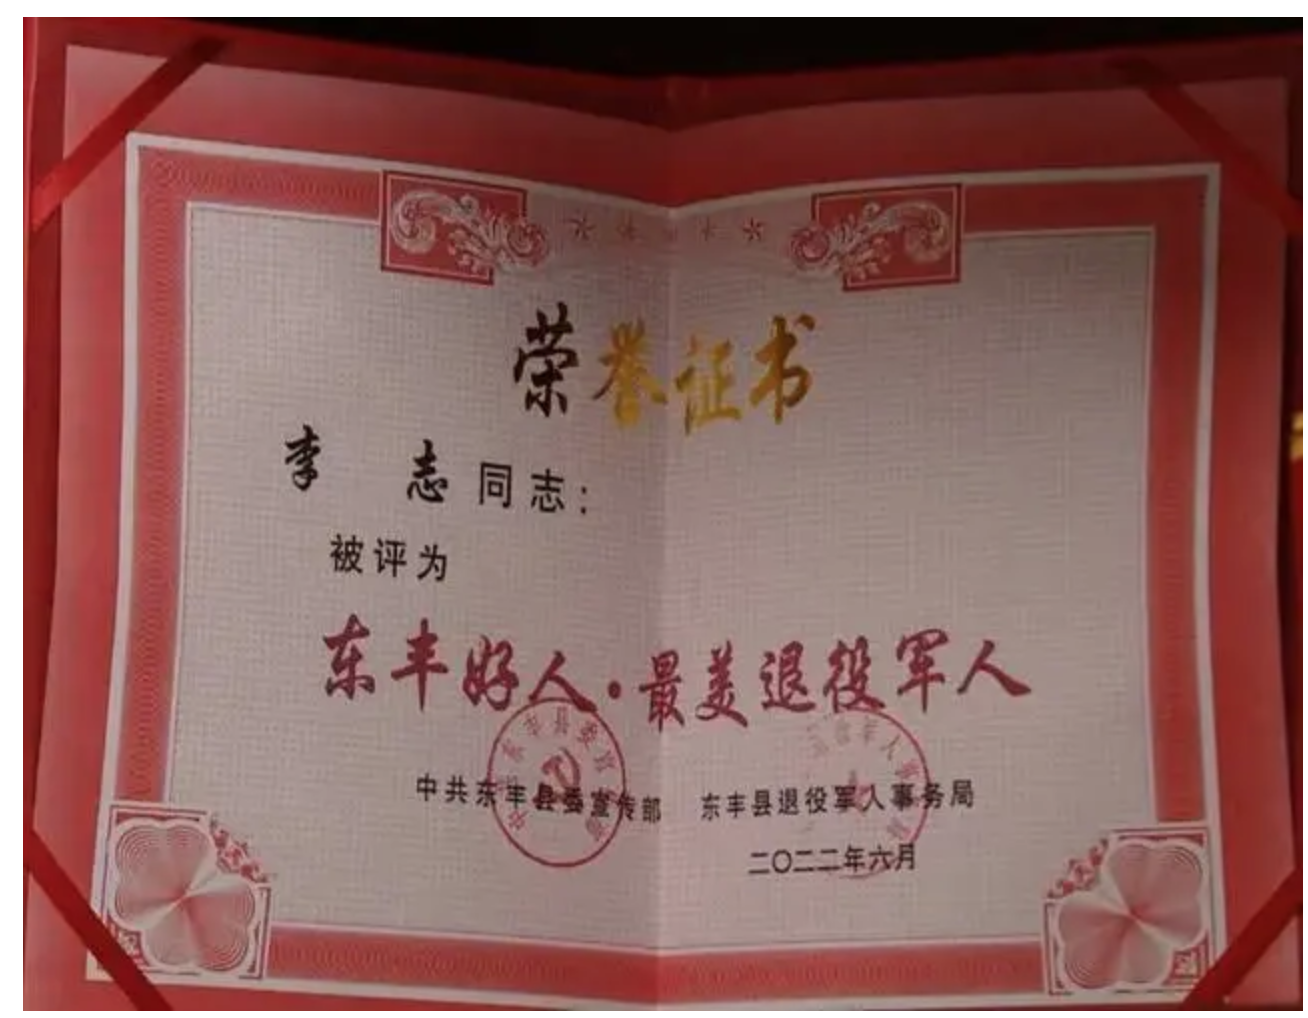 荣誉证书
李 志 同志:
被评为
东丰好人·最美退役军人
中共东丰县委宣传部 东丰县退役军人事务局
二〇二二年六月